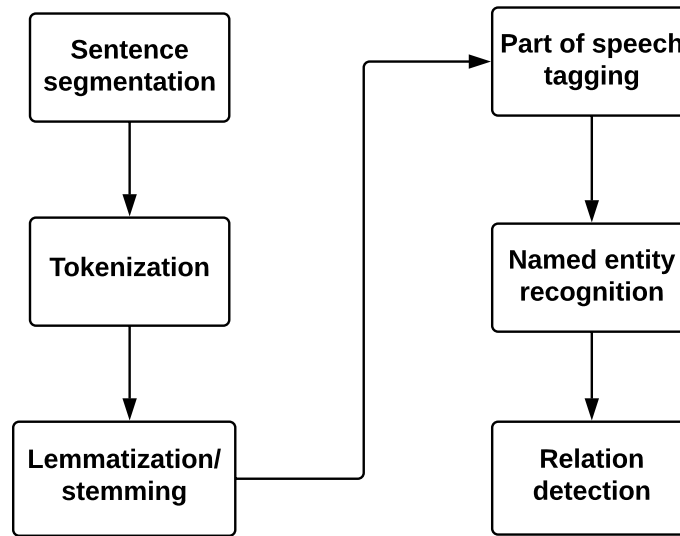 Sentence
segmentation
Tokenization
Lemmatization/
stemming
Part of speech
tagging
Named entity
recognition
Relation
detection